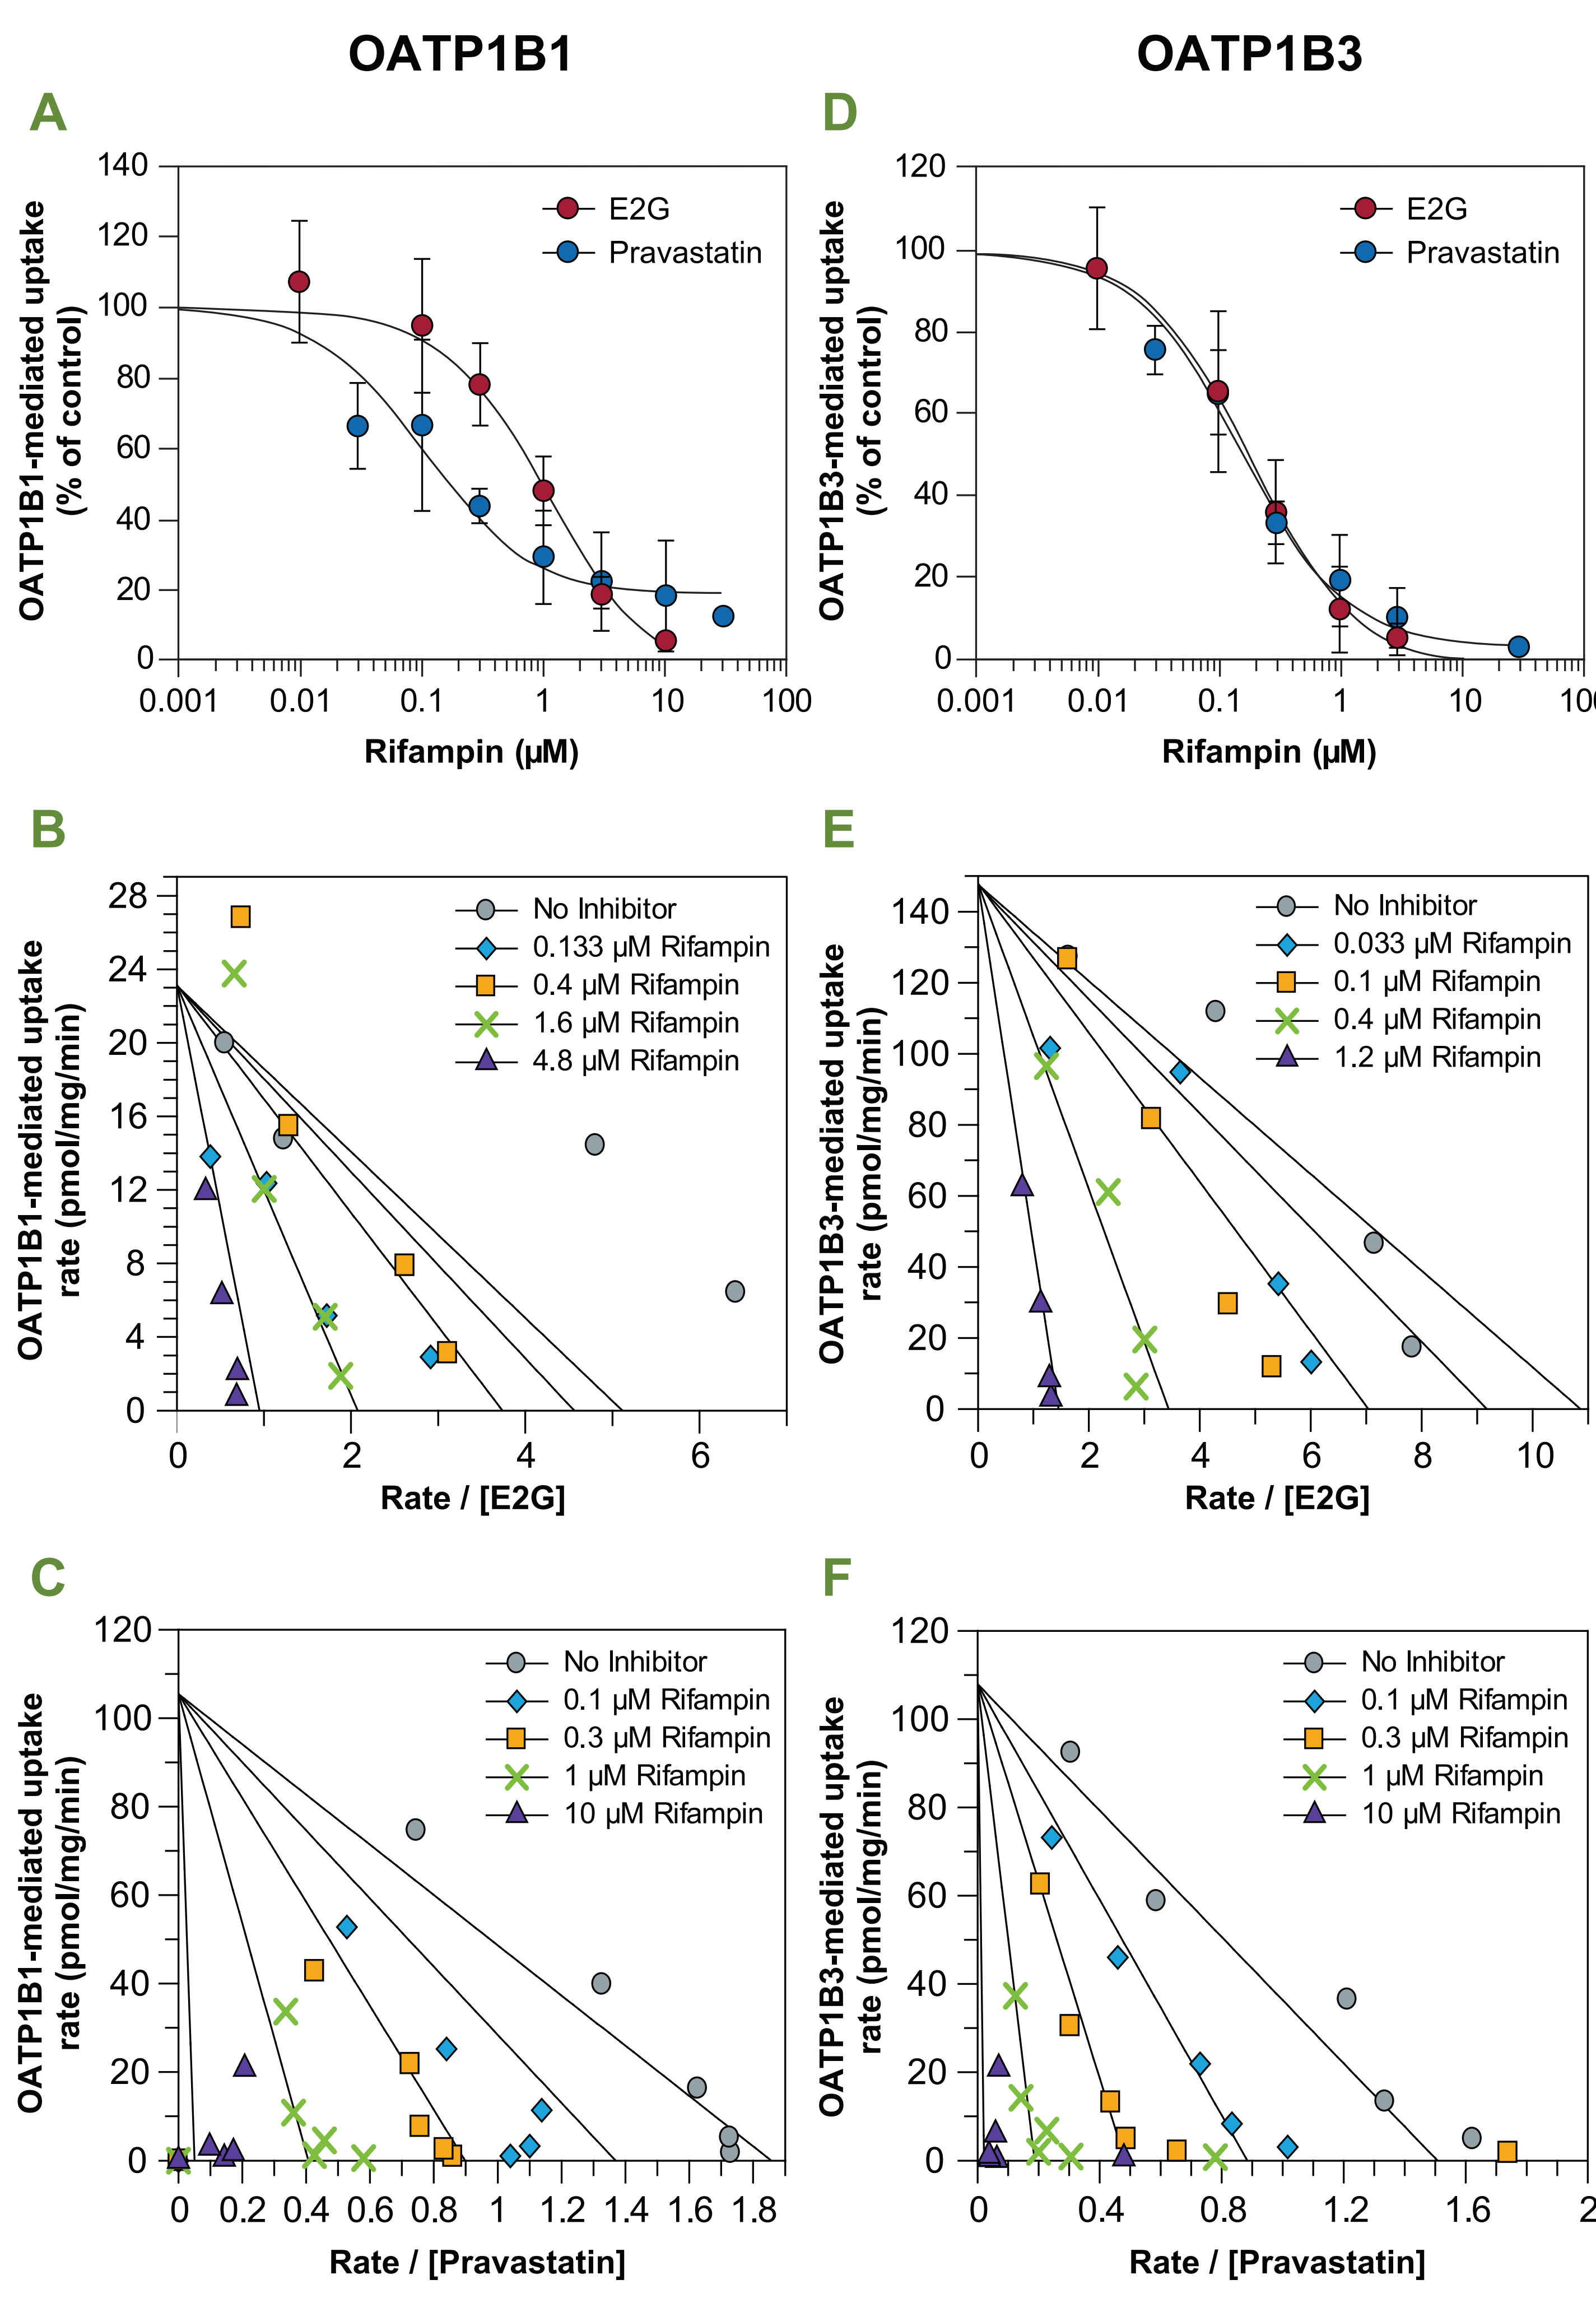 OATP1B1
OATP1B3
A
OATP1B1-mediated uptake
(% of control)
140
120
100
80
60
40
20
0
E2G
Pravastatin
0.001 0.01 0.1 1 10 100
Rifampin (µM)
D
OATP1B3-mediated uptake
(% of control)
120
100
80
60
40
20
0
E2G
Pravastatin
0.001 0.01 0.1 1 10 100
Rifampin (µM)
B
OATP1B1-mediated uptake
rate (pmol/mg/min)
28
24
20
16
12
8
4
0
No Inhibitor
0.133 µM Rifampin
0.4 µM Rifampin
1.6 µM Rifampin
4.8 µM Rifampin
0 2 4 6
Rate / [E2G]
E
OATP1B3-mediated uptake
rate (pmol/mg/min)
140
120
100
80
60
40
20
0
No Inhibitor
0.033 µM Rifampin
0.1 µM Rifampin
0.4 µM Rifampin
1.2 µM Rifampin
0 2 4 6 8 10
Rate / [E2G]
C
OATP1B1-mediated uptake
rate (pmol/mg/min)
120
100
80
60
40
20
0
No Inhibitor
0.1 µM Rifampin
0.3 µM Rifampin
1 µM Rifampin
10 µM Rifampin
0 0.2 0.4 0.6 0.8 1 1.2 1.4 1.6 1.8
Rate / [Pravastatin]
F
OATP1B3-mediated uptake
rate (pmol/mg/min)
120
100
80
60
40
20
0
No Inhibitor
0.1 µM Rifampin
0.3 µM Rifampin
1 µM Rifampin
10 µM Rifampin
0 0.4 0.8 1.2 1.6 2
Rate / [Pravastatin]